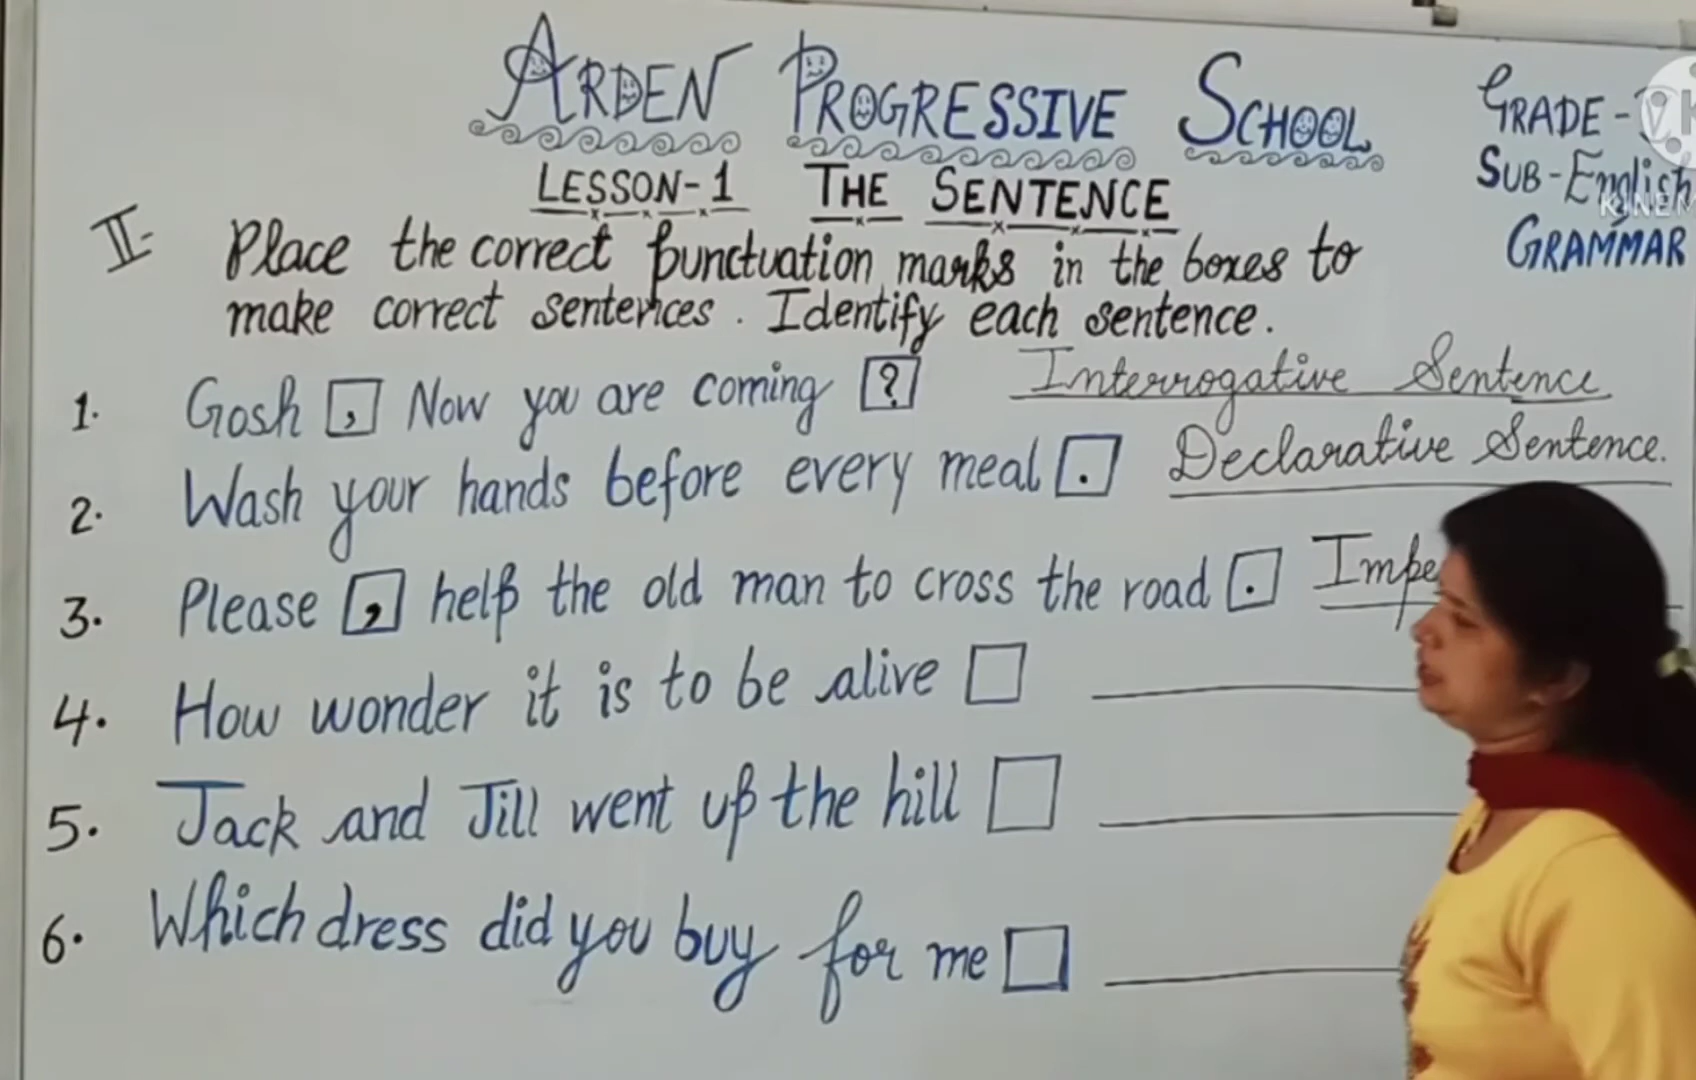 ARDEN PROGRESSIVE SCHOOL
GRADE -
SUB - English
GRAMMAR
LESSON-1 THE SENTENCE
II- Place the correct punctuation marks in the boxes to
make correct sentences. Identify each sentence.
1. Gosh , Now you are coming ? Interrogative Sentence
2. Wash your hands before every meal . Declarative Sentence.
3. Please , help the old man to cross the road .
4. How wonder it is to be alive
5. Jack and Jill went up the hill
6. Which dress did you buy for me